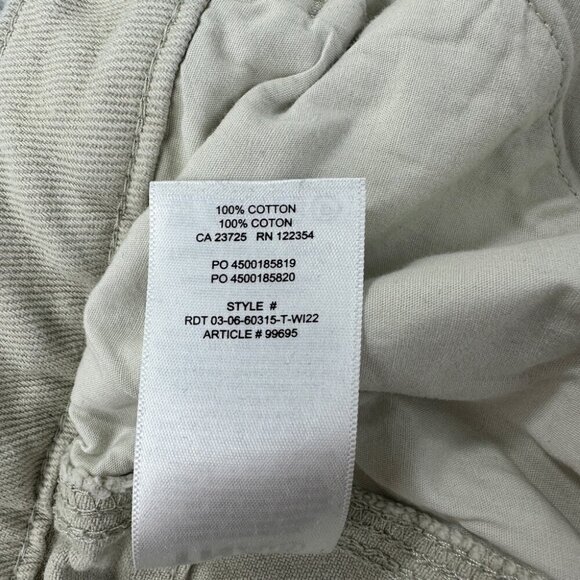 100% COTTON
100% COTON
CA 23725 RN 122354
PO 4500185819
PO 4500185820
STYLE #
RDT 03-06-60315-T-WI22
ARTICLE # 99695